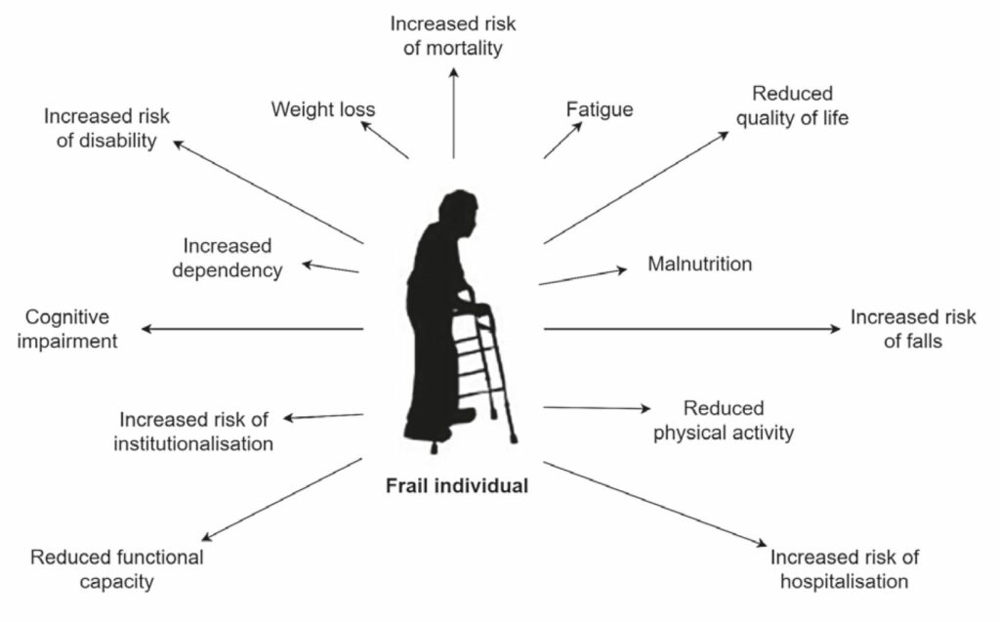 Increased risk
of mortality
Weight loss
Fatigue
Reduced
quality of life
Increased risk
of disability
Increased
dependency
Malnutrition
Cognitive
impairment
Increased risk
of falls
Increased risk of
institutionalisation
Reduced
physical activity
Frail individual
Reduced functional
capacity
Increased risk of
hospitalisation